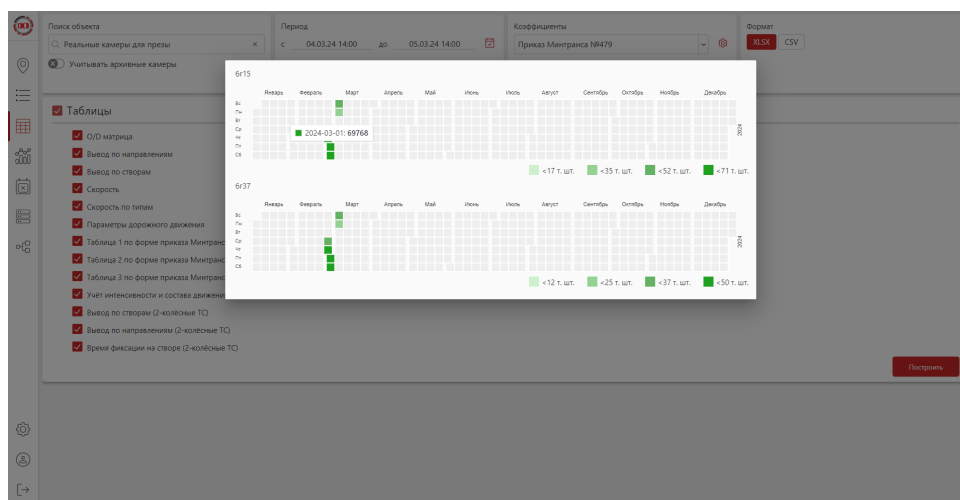 Поиск объекта
Реальные камеры для презы
Учитывать архивные камеры
Период
с 04.03.24 14:00 до 05.03.24 14:00
Коэффициенты
Приказ Минтранса №479
Формат
XLSX CSV
Таблицы
О/D матрица
Вывод по направлениям
Вывод по створам
Скорость
Скорость по типам
Параметры дорожного движения
Таблица 1 по форме приказа Минтранс
Таблица 2 по форме приказа Минтранс
Таблица 3 по форме приказа Минтранс
Учёт интенсивности и состава движени
Вывод по створам (2-колёсные ТС)
Вывод по направлениям (2-колёсные ТС)
Время фиксации на створе (2-колёсные ТС)
Построить
6г15
Январь Февраль Март Апрель Май Июнь Июль Август Сентябрь Октябрь Ноябрь Декабрь
Вс
Пн
Вт
Ср
Чт
Пт
Сб
2024-03-01: 69768
2024
<17 т. шт. <35 т. шт. <52 т. шт. <71 т. шт.
6г37
Январь Февраль Март Апрель Май Июнь Июль Август Сентябрь Октябрь Ноябрь Декабрь
Вс
Пн
Вт
Ср
Чт
Пт
Сб
2024
<12 т. шт. <25 т. шт. <37 т. шт. <50 т. шт.